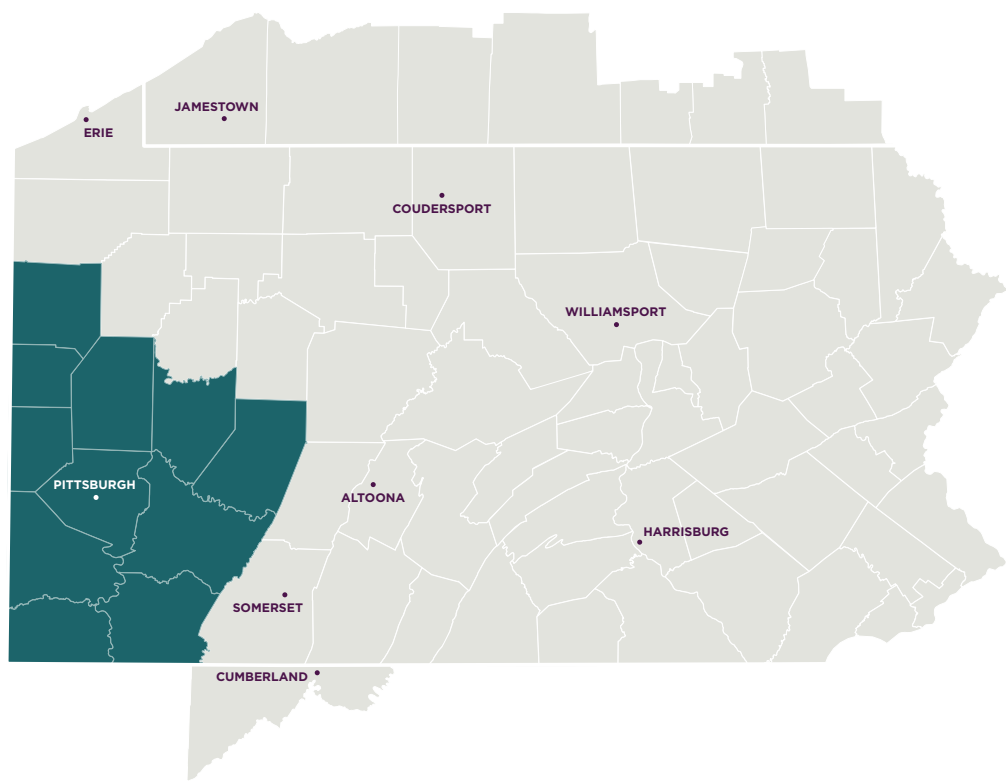 JAMESTOWN
ERIE
COUDERSPORT
WILLIAMSPORT
PITTSBURGH
ALTOONA
HARRISBURG
SOMERSET
CUMBERLAND